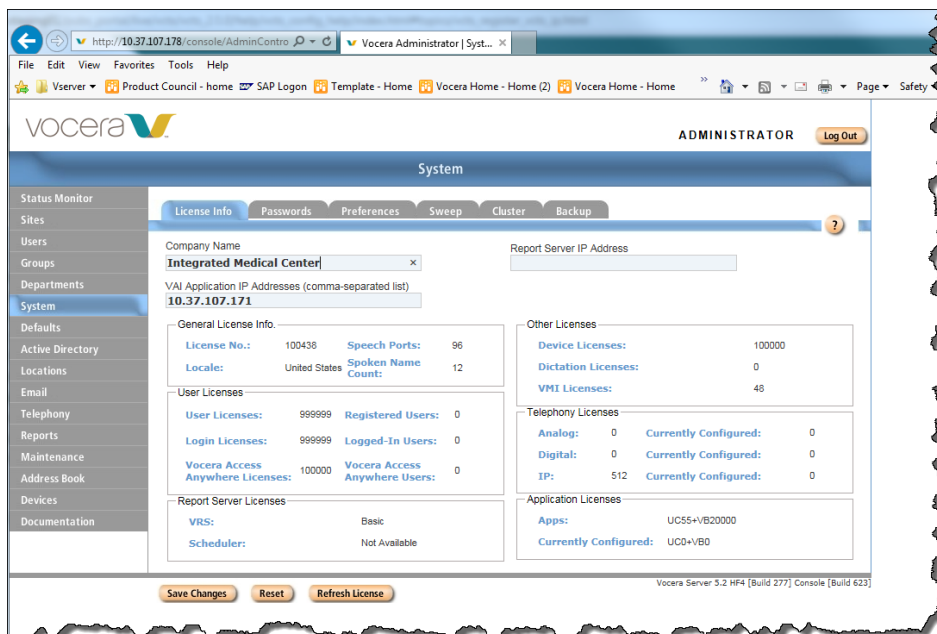 http://10.37.107.178/console/AdminContro
Vocera Administrator | Syst... ×
File Edit View Favorites Tools Help
Vserver Product Council - home SAP Logon Template - Home Vocera Home - Home (2) Vocera Home - Home » Page Safety
vocera
ADMINISTRATOR Log Out
System
Status Monitor
Sites
Users
Groups
Departments
System
Defaults
Active Directory
Locations
Email
Telephony
Reports
Maintenance
Address Book
Devices
Documentation
License Info Passwords Preferences Sweep Cluster Backup
?
Company Name
Integrated Medical Center ×
Report Server IP Address
VAI Application IP Addresses (comma-separated list)
10.37.107.171
General License Info.
License No.: 100438 Speech Ports: 96
Locale: United States Spoken Name Count: 12
User Licenses
User Licenses: 999999 Registered Users: 0
Login Licenses: 999999 Logged-In Users: 0
Vocera Access Anywhere Licenses: 100000 Vocera Access Anywhere Users: 0
Report Server Licenses
VRS: Basic
Scheduler: Not Available
Other Licenses
Device Licenses: 100000
Dictation Licenses: 0
VMI Licenses: 48
Telephony Licenses
Analog: 0 Currently Configured: 0
Digital: 0 Currently Configured: 0
IP: 512 Currently Configured: 0
Application Licenses
Apps: UC55+VB20000
Currently Configured: UC0+VB0
Vocera Server 5.2 HF4 [Build 277] Console [Build 623]
Save Changes Reset Refresh License